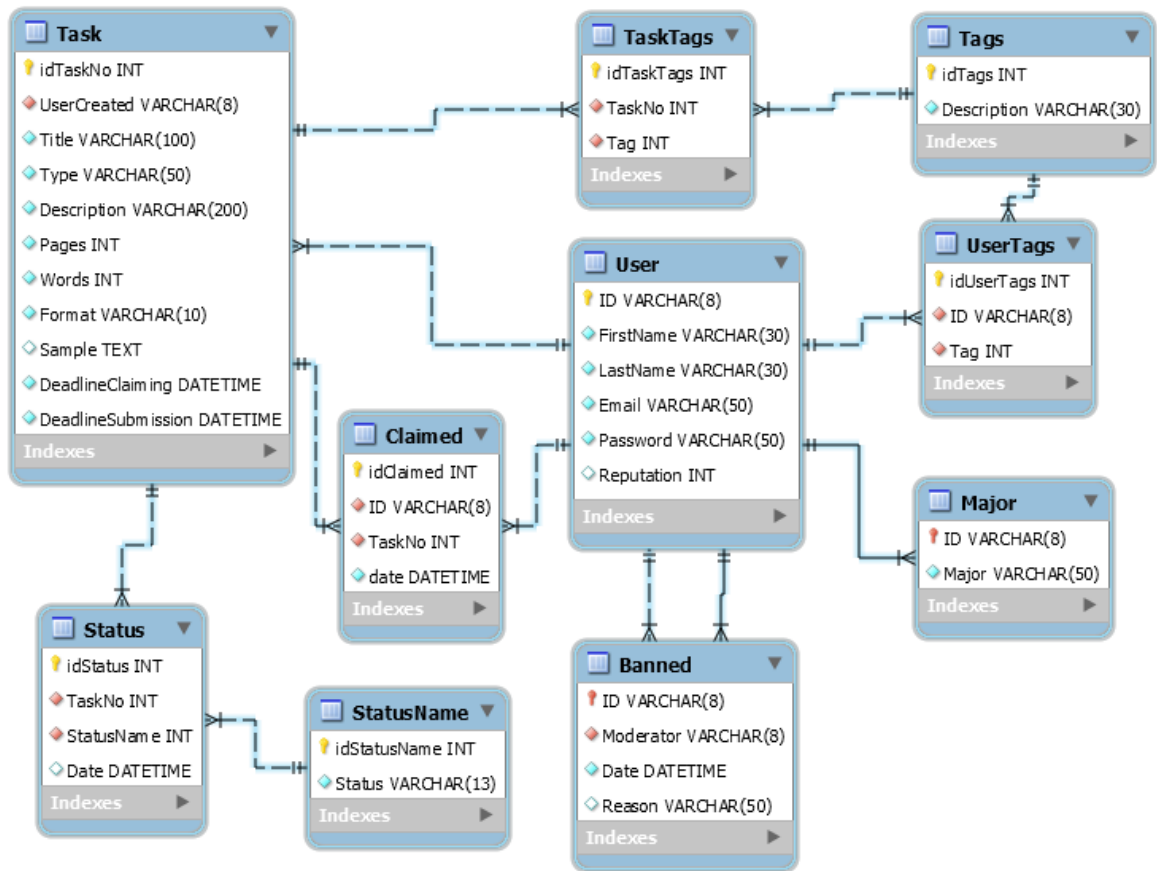 Task
idTaskNo INT
UserCreated VARCHAR(8)
Title VARCHAR(100)
Type VARCHAR(50)
Description VARCHAR(200)
Pages INT
Words INT
Format VARCHAR(10)
Sample TEXT
DeadlineClaiming DATETIME
DeadlineSubmission DATETIME
Indexes
TaskTags
idTaskTags INT
TaskNo INT
Tag INT
Indexes
Tags
idTags INT
Description VARCHAR(30)
Indexes
User
ID VARCHAR(8)
FirstName VARCHAR(30)
LastName VARCHAR(30)
Email VARCHAR(50)
Password VARCHAR(50)
Reputation INT
Indexes
UserTags
idUserTags INT
ID VARCHAR(8)
Tag INT
Indexes
Claimed
idClaimed INT
ID VARCHAR(8)
TaskNo INT
date DATETIME
Indexes
Major
ID VARCHAR(8)
Major VARCHAR(50)
Indexes
Status
idStatus INT
TaskNo INT
StatusName INT
Date DATETIME
Indexes
StatusName
idStatusName INT
Status VARCHAR(13)
Indexes
Banned
ID VARCHAR(8)
Moderator VARCHAR(8)
Date DATETIME
Reason VARCHAR(50)
Indexes